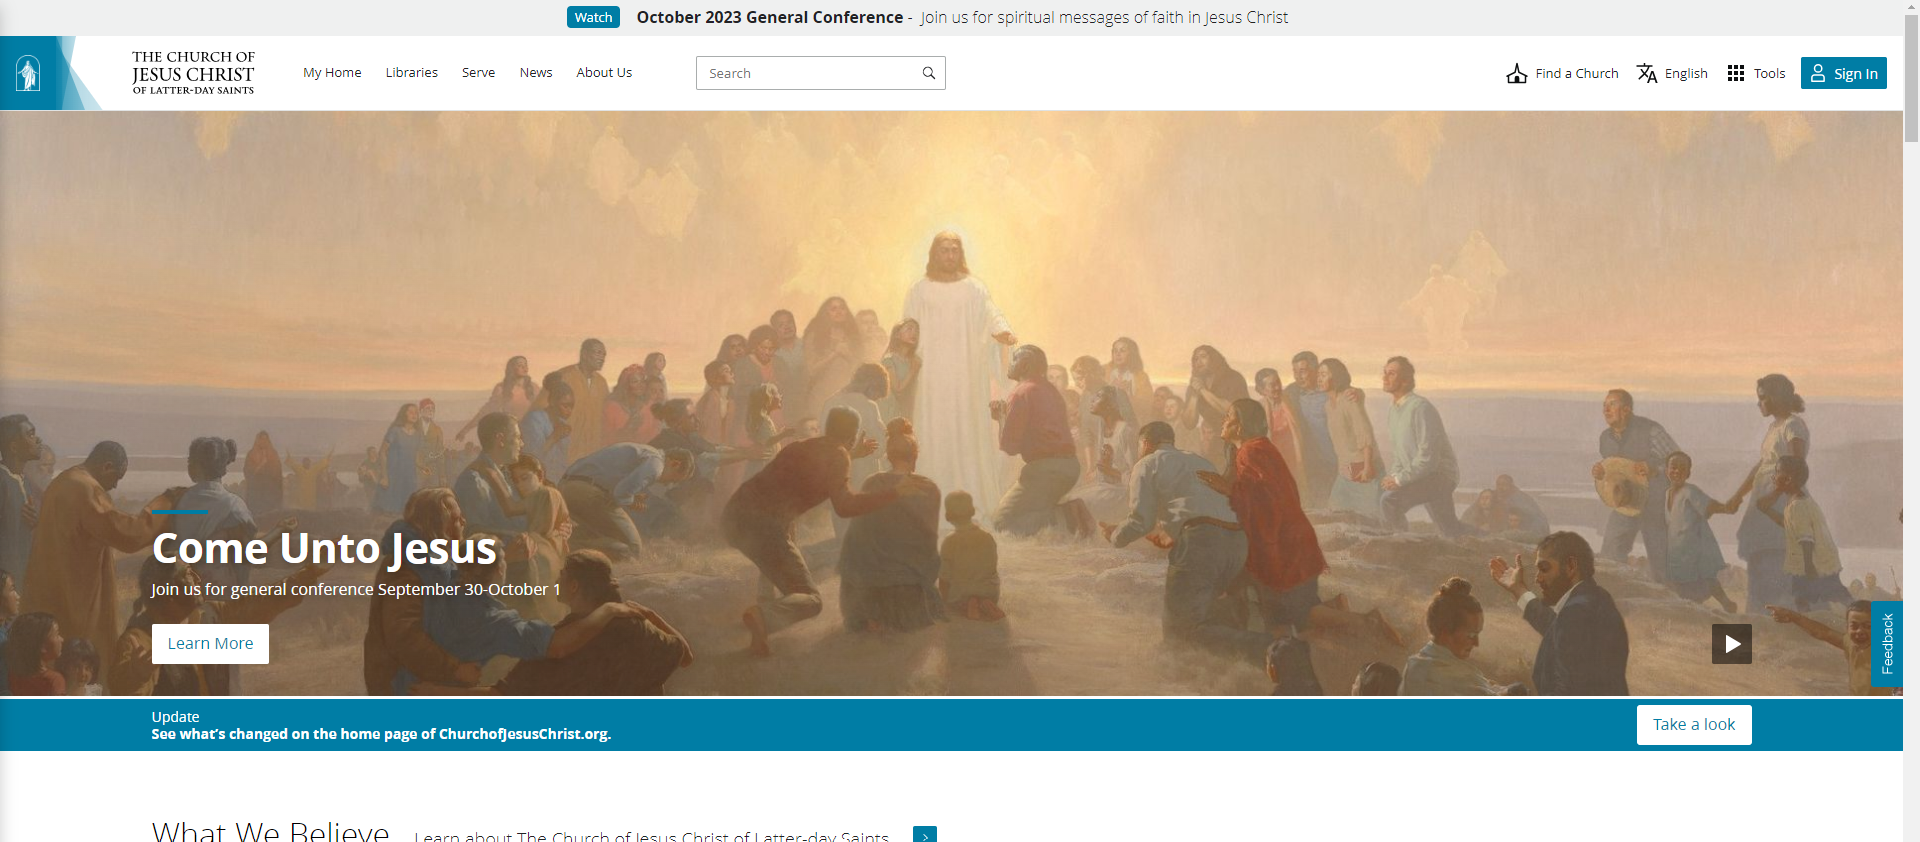 Watch October 2023 General Conference - Join us for spiritual messages of faith in Jesus Christ
THE CHURCH OF
JESUS CHRIST
OF LATTER-DAY SAINTS
My Home Libraries Serve News About Us Search Find a Church English Tools Sign In
Come Unto Jesus
Join us for general conference September 30-October 1
Learn More
Feedback
Update
See what's changed on the home page of ChurchofJesusChrist.org.
Take a look
What We Believe Learn about The Church of Jesus Christ of Latter-day Saints